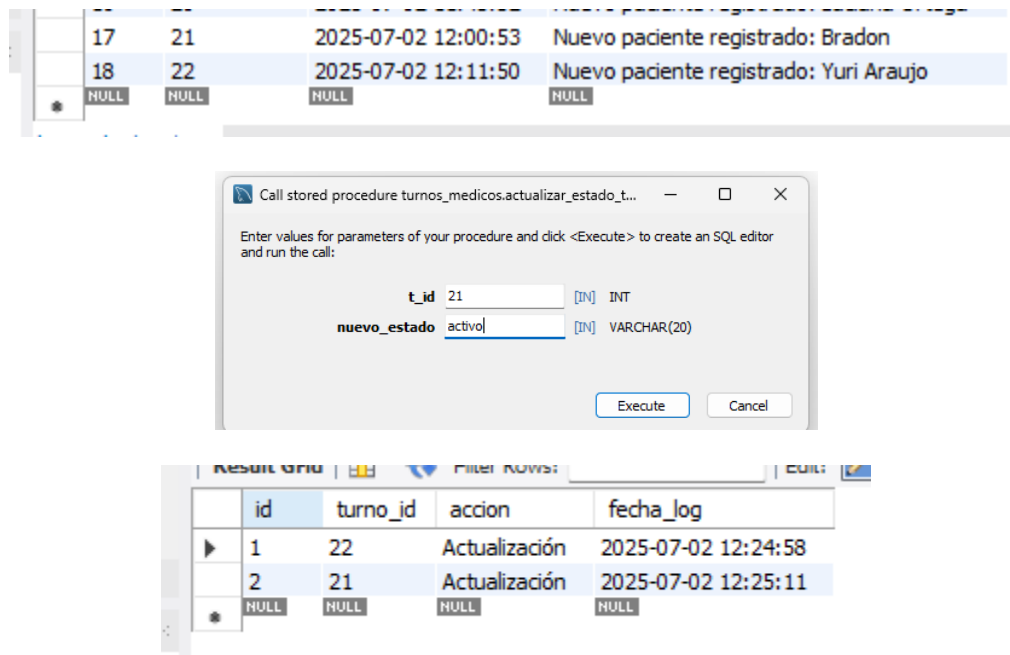 17 21 2025-07-02 12:00:53 Nuevo paciente registrado: Bradon
18 22 2025-07-02 12:11:50 Nuevo paciente registrado: Yuri Araujo
NULL NULL NULL NULL
Call stored procedure turnos_medicos.actualizar_estado_t...
Enter values for parameters of your procedure and click <Execute> to create an SQL editor
and run the call:
t_id 21 [IN] INT
nuevo_estado activo [IN] VARCHAR(20)
Execute Cancel
Result Grid Filter Rows: Edit:
id turno_id accion fecha_log
1 22 Actualización 2025-07-02 12:24:58
2 21 Actualización 2025-07-02 12:25:11
NULL NULL NULL NULL